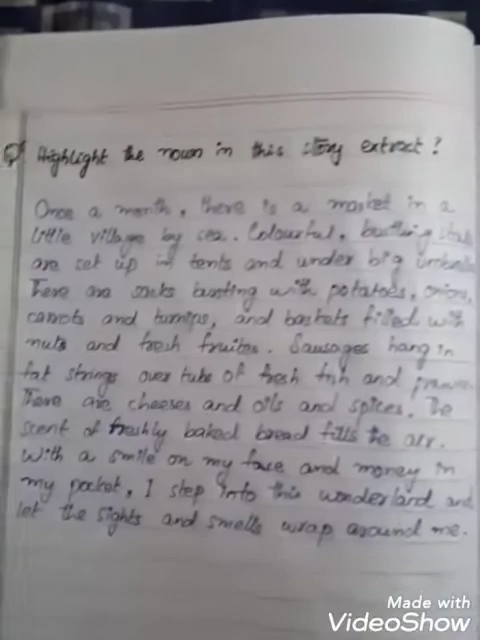 Q Highlight the noun in this story extract?
Once a month, there is a market in a
little village by sea. Colourful, bustling stalls
are set up in tents and under big umbrellas
There are sacks bursting with potatoes, onions,
carrots and turnips, and baskets filled with
nuts and fresh fruites. Sausages hang in
fat strings over tubs of fresh fish and prawns.
There are cheeses and oils and spices. The
scent of freshly baked bread fills the air.
With a smile on my face and money in
my pocket, I step into this wonderland and
let the sights and smells wrap around me.
Made with
VideoShow